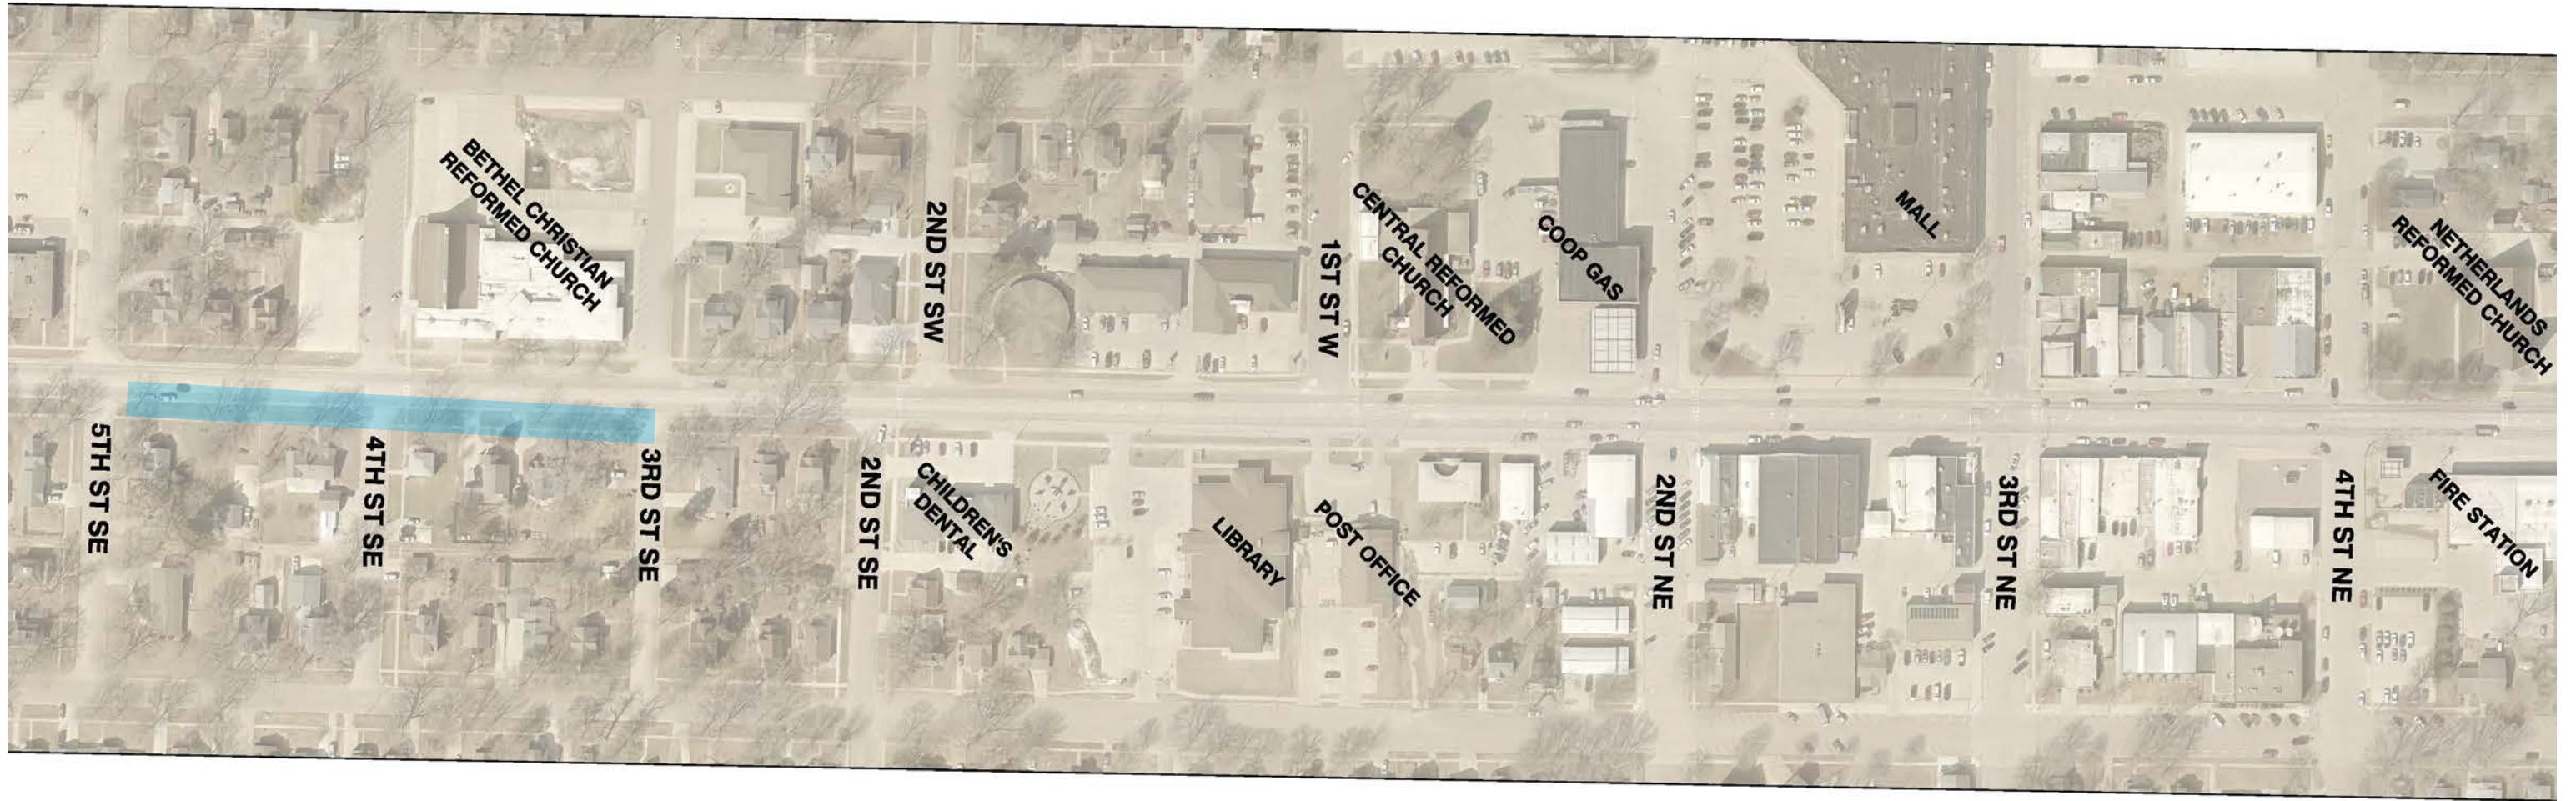 BETHEL CHRISTIAN
REFORMED CHURCH
2ND ST SW
1ST ST W
CENTRAL REFORMED
CHURCH
COOP GAS
MALL
NETHERLANDS
REFORMED CHURCH
5TH ST SE
4TH ST SE
3RD ST SE
2ND ST SE
CHILDREN'S
DENTAL
LIBRARY
POST OFFICE
2ND ST NE
3RD ST NE
4TH ST NE
FIRE STATION